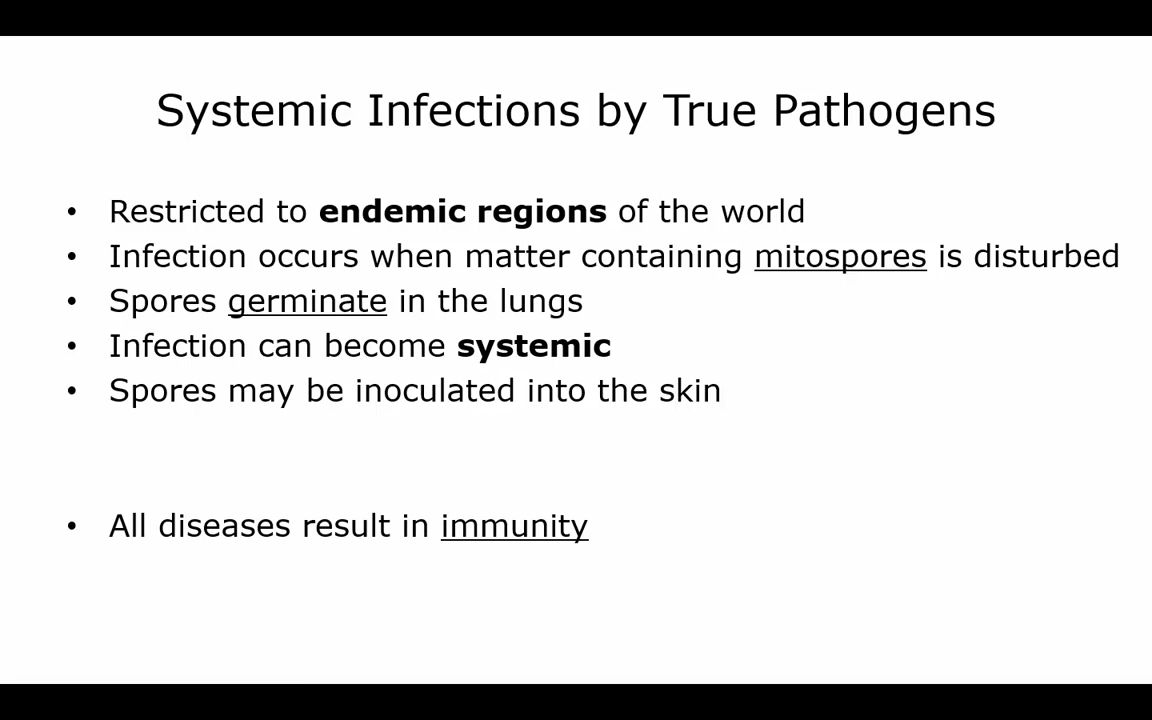 Systemic Infections by True Pathogens
• Restricted to endemic regions of the world
• Infection occurs when matter containing mitospores is disturbed
• Spores germinate in the lungs
• Infection can become systemic
• Spores may be inoculated into the skin
• All diseases result in immunity